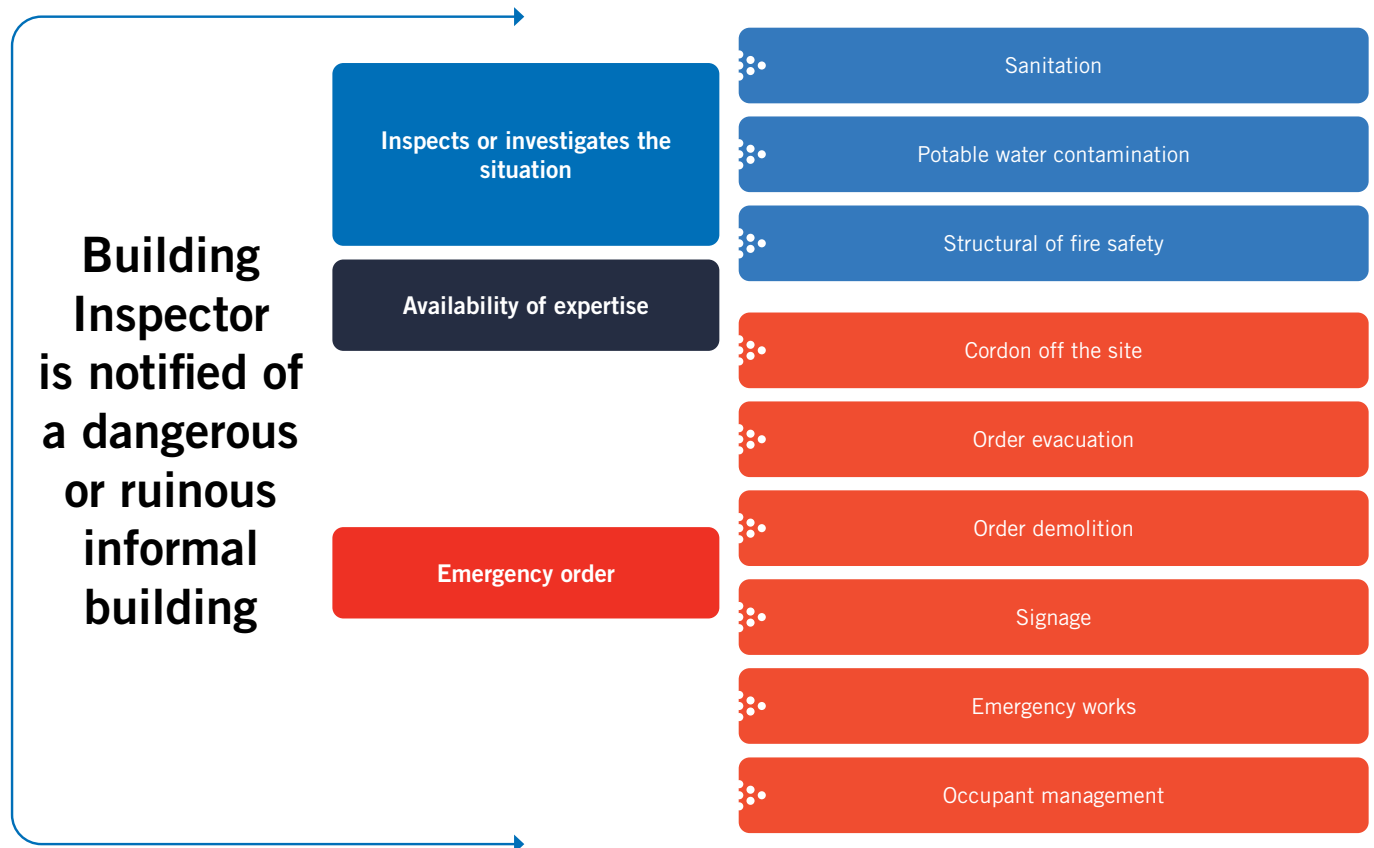 Building
Inspector
is notified of
a dangerous
or ruinous
informal
building
Inspects or investigates the
situation
Availability of expertise
Emergency order
Sanitation
Potable water contamination
Structural of fire safety
Cordon off the site
Order evacuation
Order demolition
Signage
Emergency works
Occupant management